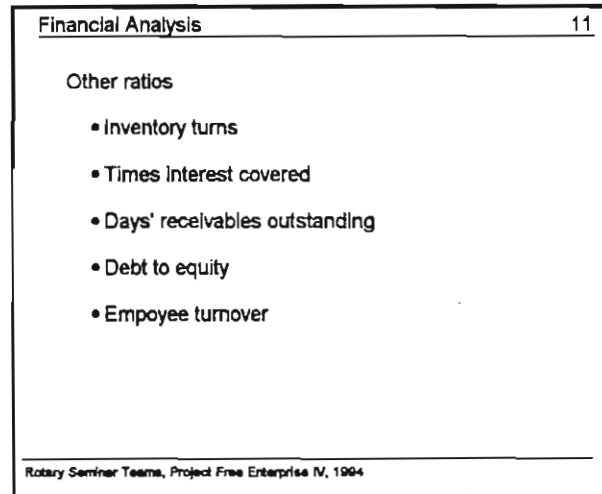 Financial Analysis 11
Other ratios
• Inventory turns
• Times interest covered
• Days' receivables outstanding
• Debt to equity
• Empoyee turnover
Rotary Seminar Teams, Project Free Enterprise IV, 1994